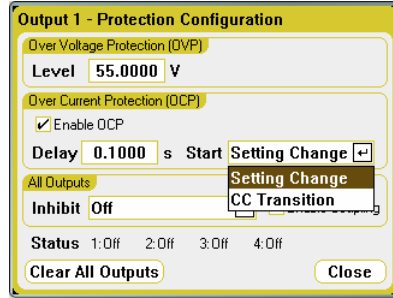 Output 1 - Protection Configuration
Over Voltage Protection (OVP)
Level 55.0000 V
Over Current Protection (OCP)
Enable OCP
Delay 0.1000 s Start Setting Change
Setting Change
CC Transition
All Outputs
Inhibit Off
Status 1:Off 2:Off 3:Off 4:Off
Clear All Outputs Close